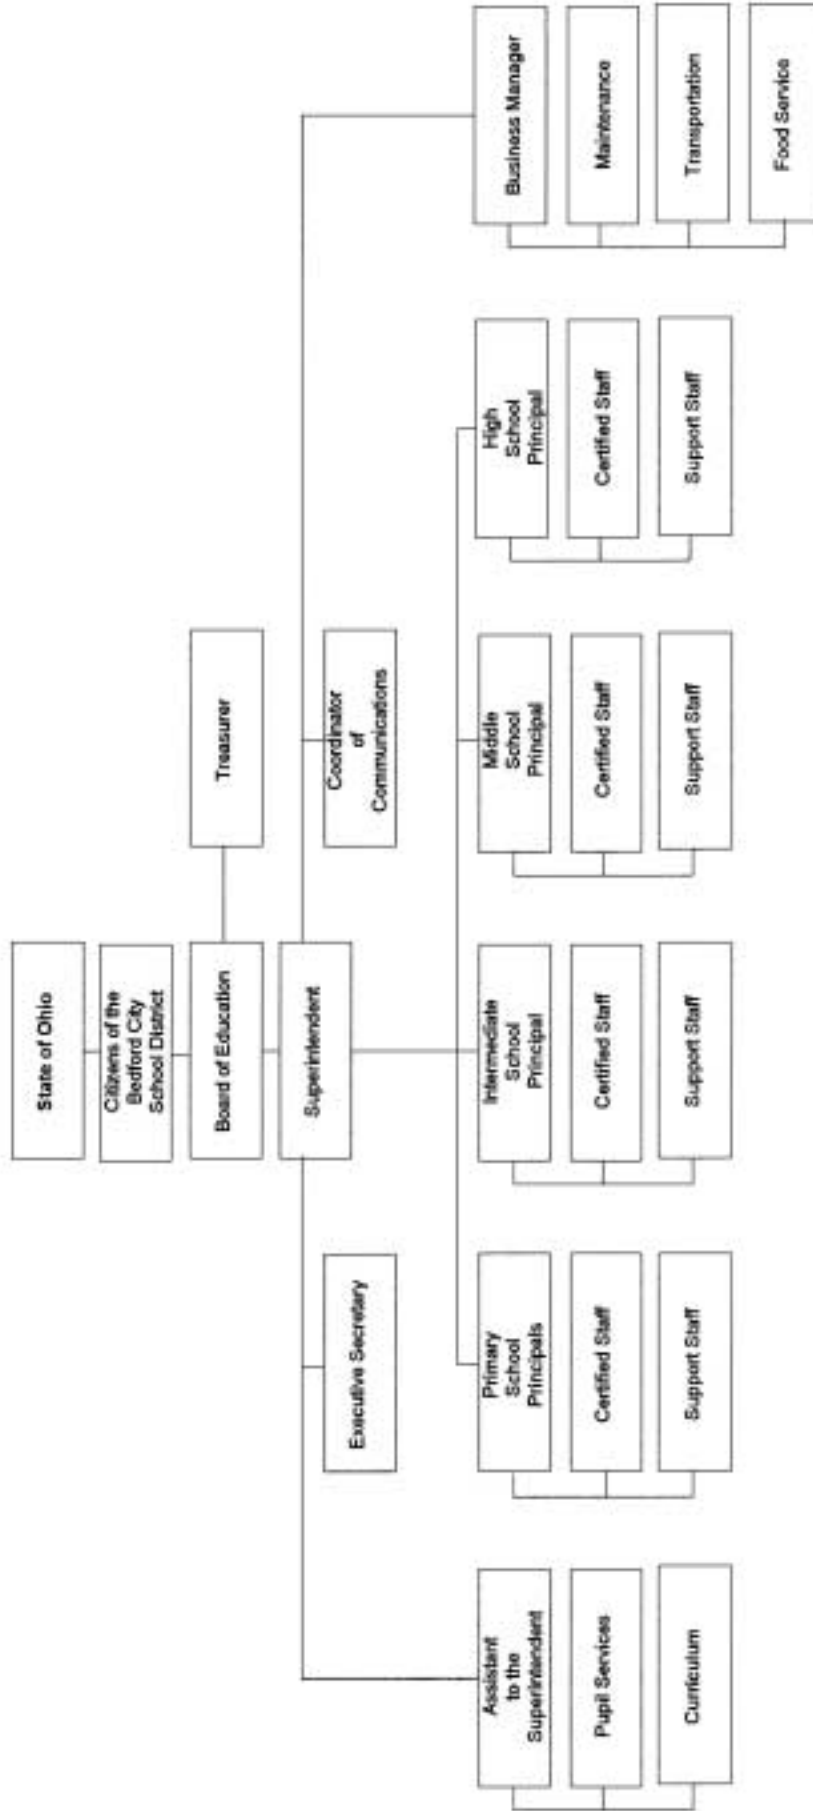 State of Ohio
Citizens of the
Bedford City
School District
Board of Education
Treasurer
Superintendent
Executive Secretary
Coordinator
of
Communications
Assistant
to the
Superintendent
Pupil Services
Curriculum
Primary
School
Principals
Certified Staff
Support Staff
Intermediate
School
Principal
Certified Staff
Support Staff
Middle
School
Principal
Certified Staff
Support Staff
High
School
Principal
Certified Staff
Support Staff
Business Manager
Maintenance
Transportation
Food Service